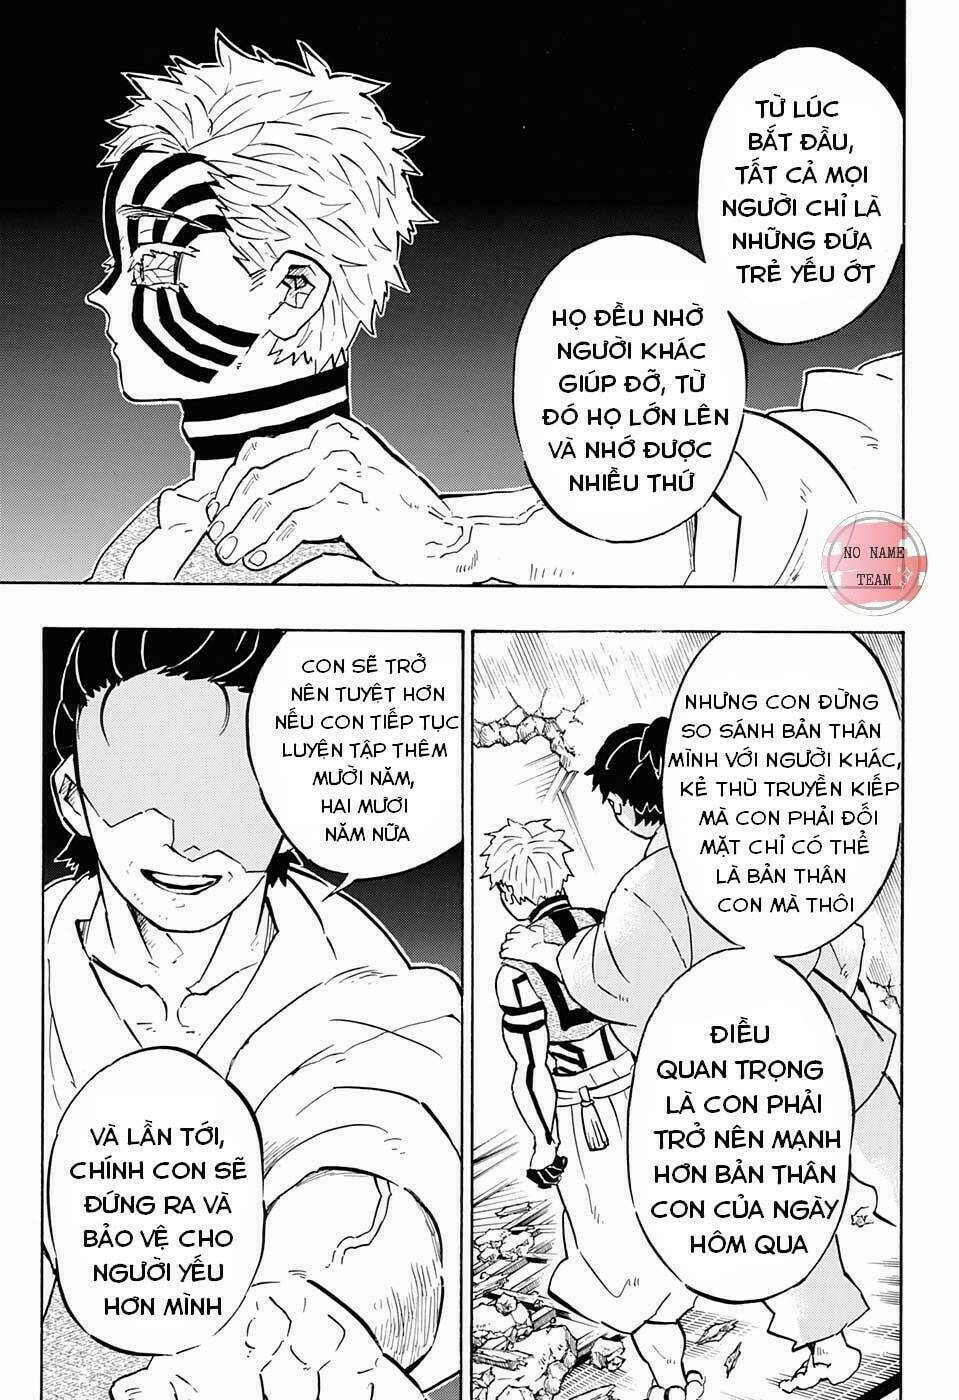 TỪ LÚC
BẮT ĐẦU,
TẤT CẢ MỌI
NGƯỜI CHỈ LÀ
NHỮNG ĐỨA
TRẺ YẾU ỚT
HỌ ĐỀU NHỜ
NGƯỜI KHÁC
GIÚP ĐỠ, TỪ
ĐÓ HỌ LỚN LÊN
VÀ NHỚ ĐƯỢC
NHIỀU THỨ
NO NAME
TEAM
NHƯNG CON ĐỪNG
SO SÁNH BẢN THÂN
MÌNH VỚI NGƯỜI KHÁC,
KẺ THÙ TRUYỀN KIẾP
MÀ CON PHẢI ĐỐI
MẶT CHỈ CÓ THỂ
LÀ BẢN THÂN
CON MÀ THÔI
ĐIỀU
QUAN TRỌNG
LÀ CON PHẢI
TRỞ NÊN MẠNH
HƠN BẢN THÂN
CON CỦA NGÀY
HÔM QUA
CON SẼ TRỞ
NÊN TUYỆT HƠN
NẾU CON TIẾP TỤC
LUYỆN TẬP THÊM
MƯỜI NĂM,
HAI MƯƠI
NĂM NỮA
VÀ LẦN TỚI,
CHÍNH CON SẼ
ĐỨNG RA VÀ
BẢO VỆ CHO
NGƯỜI YẾU
HƠN MÌNH